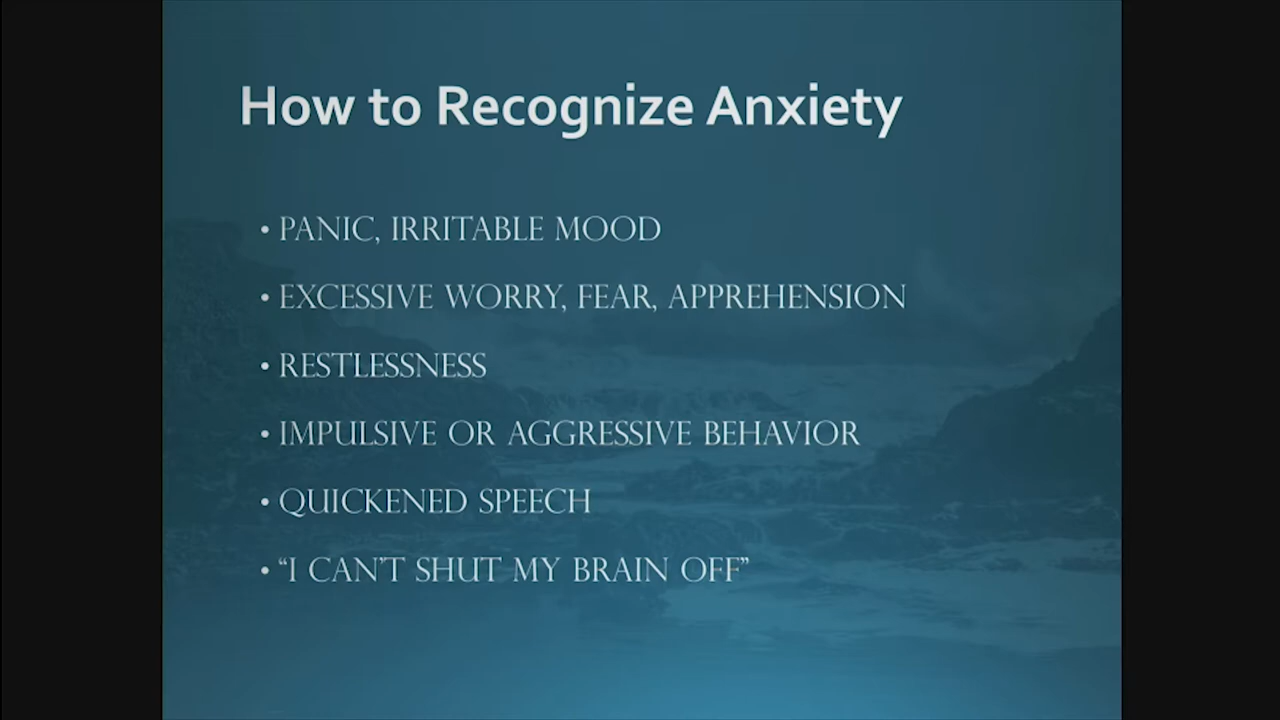 How to Recognize Anxiety
• PANIC, IRRITABLE MOOD
• EXCESSIVE WORRY, FEAR, APPREHENSION
• RESTLESSNESS
• IMPULSIVE OR AGGRESSIVE BEHAVIOR
• QUICKENED SPEECH
• “I CAN’T SHUT MY BRAIN OFF”